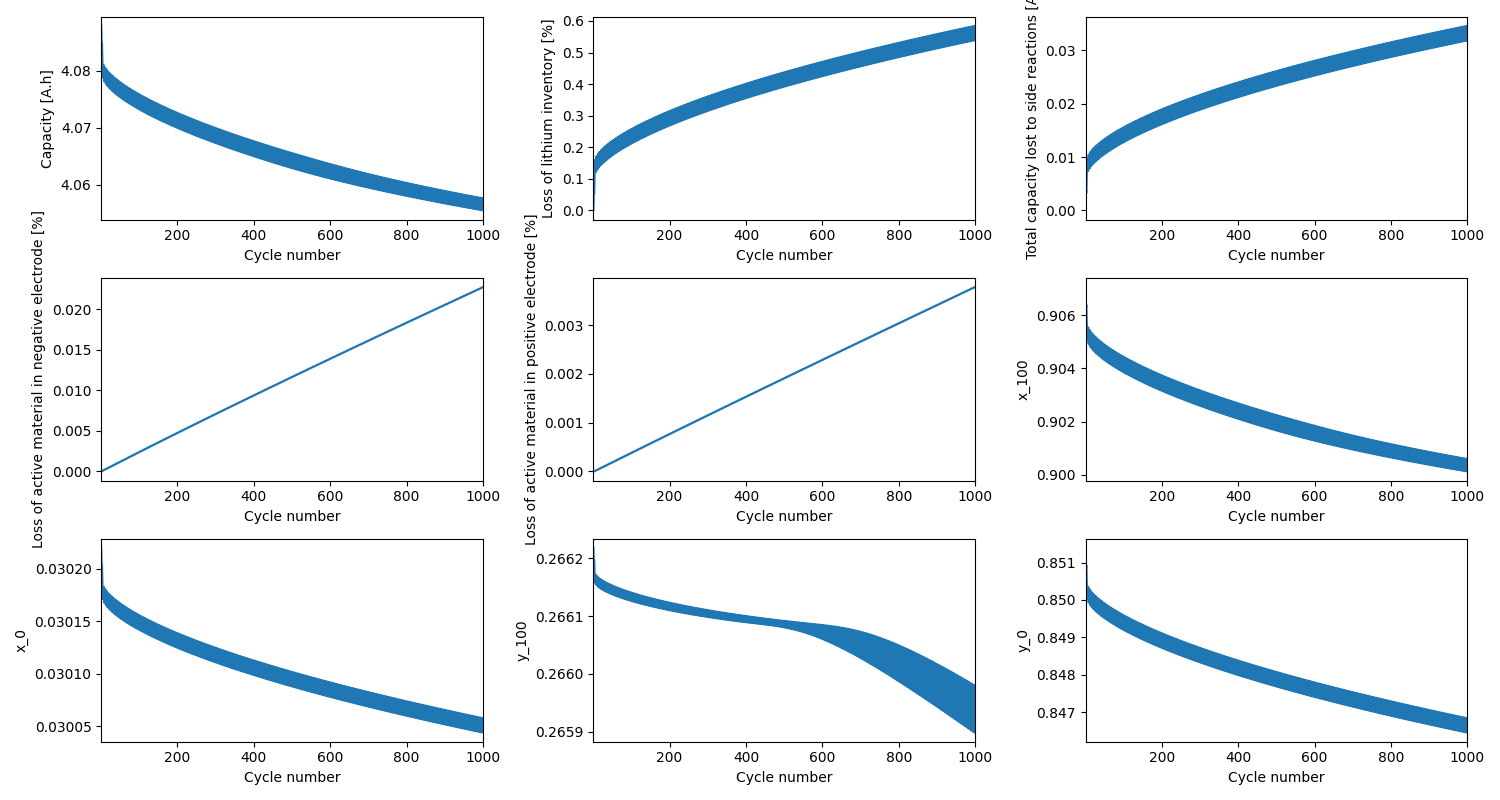 Capacity [A.h]
4.08
4.07
4.06
200 400 600 800 1000
Cycle number
Loss of lithium inventory [%]
0.6
0.5
0.4
0.3
0.2
0.1
0.0
200 400 600 800 1000
Cycle number
Total capacity lost to side reactions [A
0.03
0.02
0.01
0.00
200 400 600 800 1000
Cycle number
Loss of active material in negative electrode [%]
0.020
0.015
0.010
0.005
0.000
200 400 600 800 1000
Cycle number
Loss of active material in positive electrode [%]
0.003
0.002
0.001
0.000
200 400 600 800 1000
Cycle number
x_100
0.906
0.904
0.902
0.900
200 400 600 800 1000
Cycle number
x_0
0.03020
0.03015
0.03010
0.03005
200 400 600 800 1000
Cycle number
y_100
0.2662
0.2661
0.2660
0.2659
200 400 600 800 1000
Cycle number
y_0
0.851
0.850
0.849
0.848
0.847
200 400 600 800 1000
Cycle number